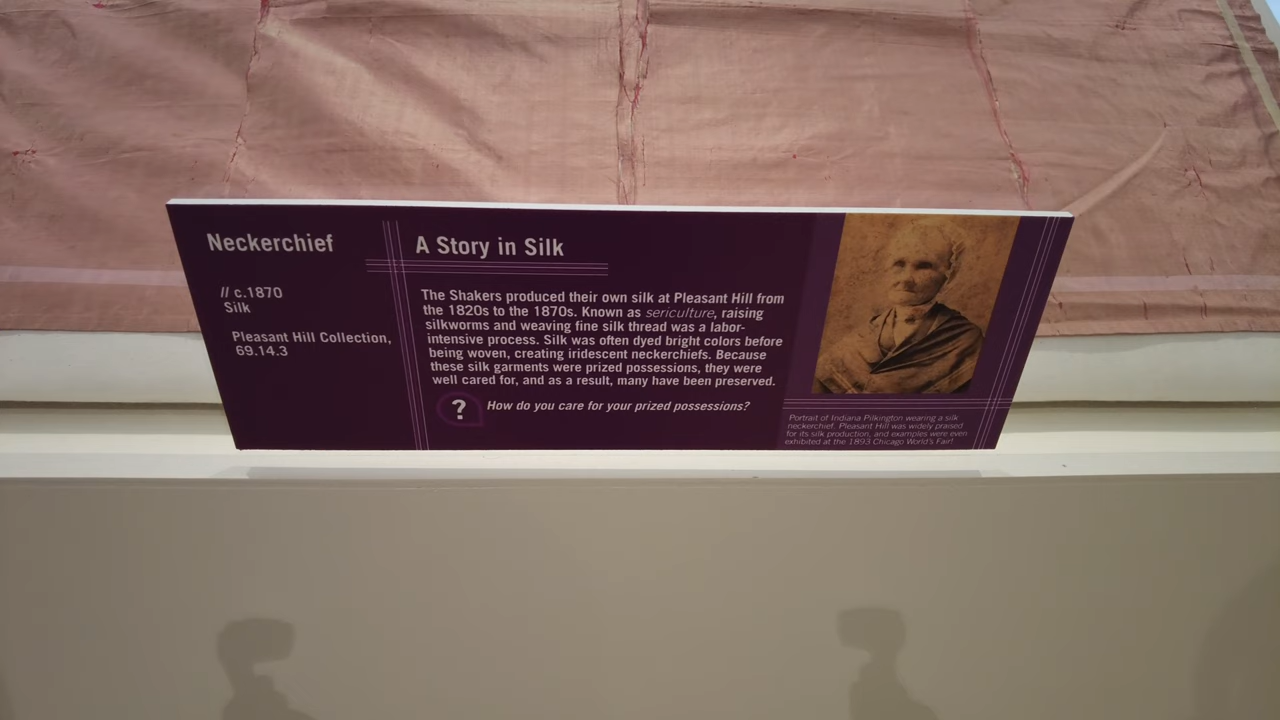 Neckerchief
// c.1870
Silk
Pleasant Hill Collection,
69.14.3
A Story in Silk
The Shakers produced their own silk at Pleasant Hill from
the 1820s to the 1870s. Known as sericulture, raising
silkworms and weaving fine silk thread was a labor-
intensive process. Silk was often dyed bright colors before
being woven, creating iridescent neckerchiefs. Because
these silk garments were prized possessions, they were
well cared for, and as a result, many have been preserved.
? How do you care for your prized possessions?
Portrait of Indiana Pilkington wearing a silk
neckerchief. Pleasant Hill was widely praised
for its silk production, and examples were even
exhibited at the 1893 Chicago World's Fair!